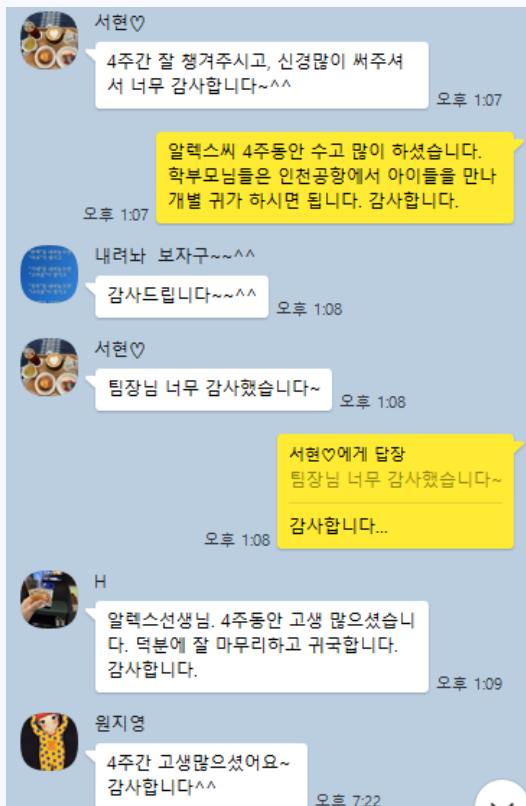 서현♡
4주간 잘 챙겨주시고, 신경많이 써주셔
서 너무 감사합니다~^^
오후 1:07
알렉스씨 4주동안 수고 많이 하셨습니다.
학부모님들은 인천공항에서 아이들을 만나
개별 귀가 하시면 됩니다. 감사합니다.
오후 1:07
내려놔 보자구~~^^
감사드립니다~~^^
오후 1:08
서현♡
팀장님 너무 감사했습니다~
오후 1:08
서현♡에게 답장
팀장님 너무 감사했습니다~
감사합니다...
오후 1:08
H
알렉스선생님. 4주동안 고생 많으셨습니
다. 덕분에 잘 마무리하고 귀국합니다.
감사합니다.
오후 1:09
원지영
4주간 고생많으셨어요~
감사합니다^^
오후 7:22